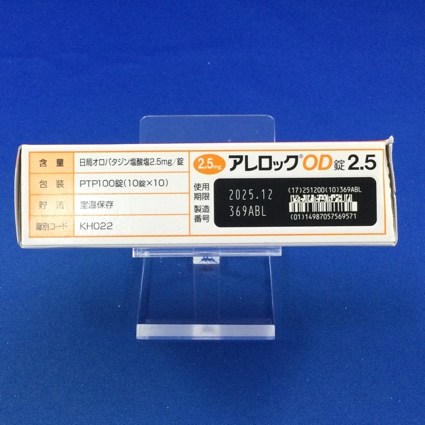 含量 日局オロパタジン塩酸塩2.5mg/錠
包装 PTP100錠(10錠×10)
貯法 室温保存
識別コード KH022
2.5mg アレロック®OD錠2.5
使用期限 2025.12
製造番号 369ABL
(17)251200(10)369ABL
(01)14987057569571